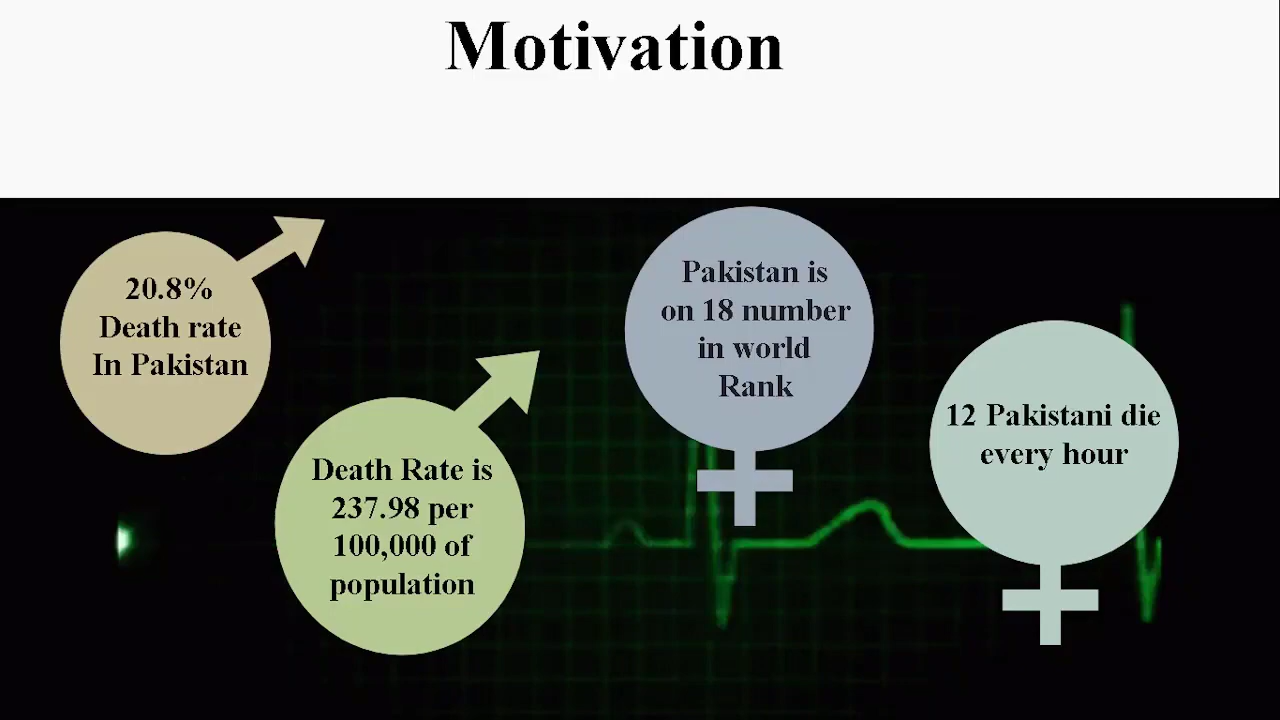 Motivation
20.8%
Death rate
In Pakistan
Death Rate is
237.98 per
100,000 of
population
Pakistan is
on 18 number
in world
Rank
12 Pakistani die
every hour